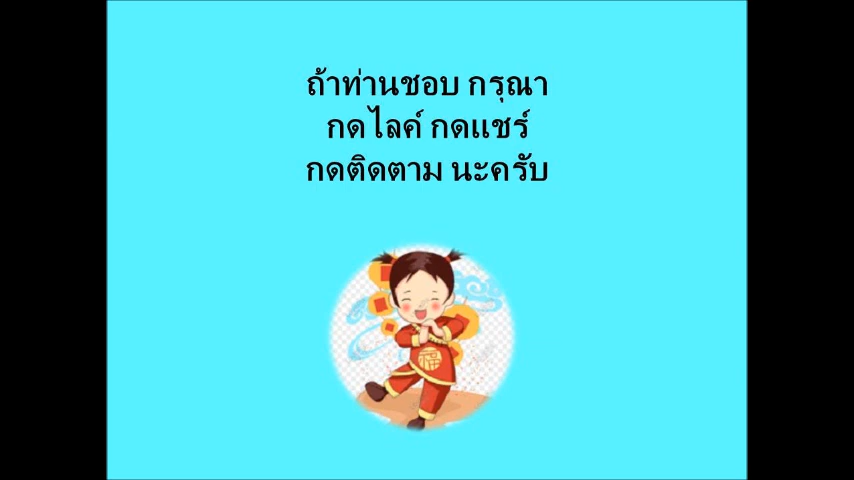 ถ้าท่านชอบ กรุณา
กดไลค์ กดแชร์
กดติดตาม นะครับ
福